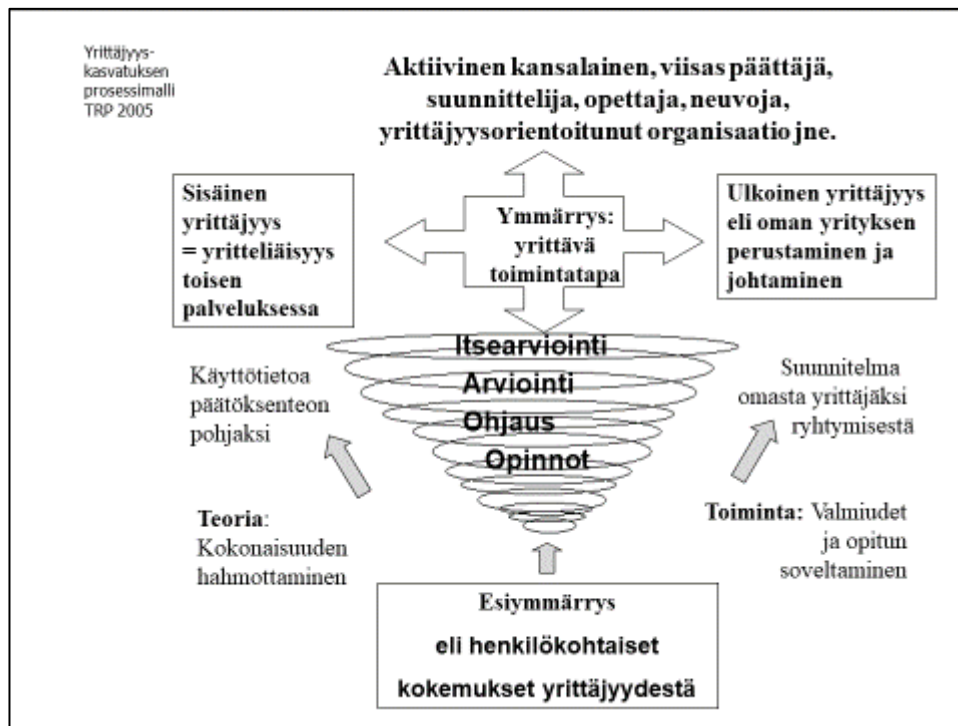 Yrittäjyys-
kasvatuksen
prosessimalli
TRP 2005
Aktiivinen kansalainen, viisas päättäjä,
suunnittelija, opettaja, neuvoja,
yrittäjyysorientoitunut organisaatio jne.
Sisäinen
yrittäjyys
= yritteliäisyys
toisen
palveluksessa
Ymmärrys:
yrittävä
toimintatapa
Ulkoinen yrittäjyys
eli oman yrityksen
perustaminen ja
johtaminen
Itsearviointi
Arviointi
Ohjaus
Opinnot
Käyttötietoa
päätöksenteon
pohjaksi
Suunnitelma
omasta yrittäjäksi
ryhtymisestä
Teoria:
Kokonaisuuden
hahmottaminen
Toiminta: Valmiudet
ja opitun
soveltaminen
Esiymmärrys
eli henkilökohtaiset
kokemukset yrittäjyydestä